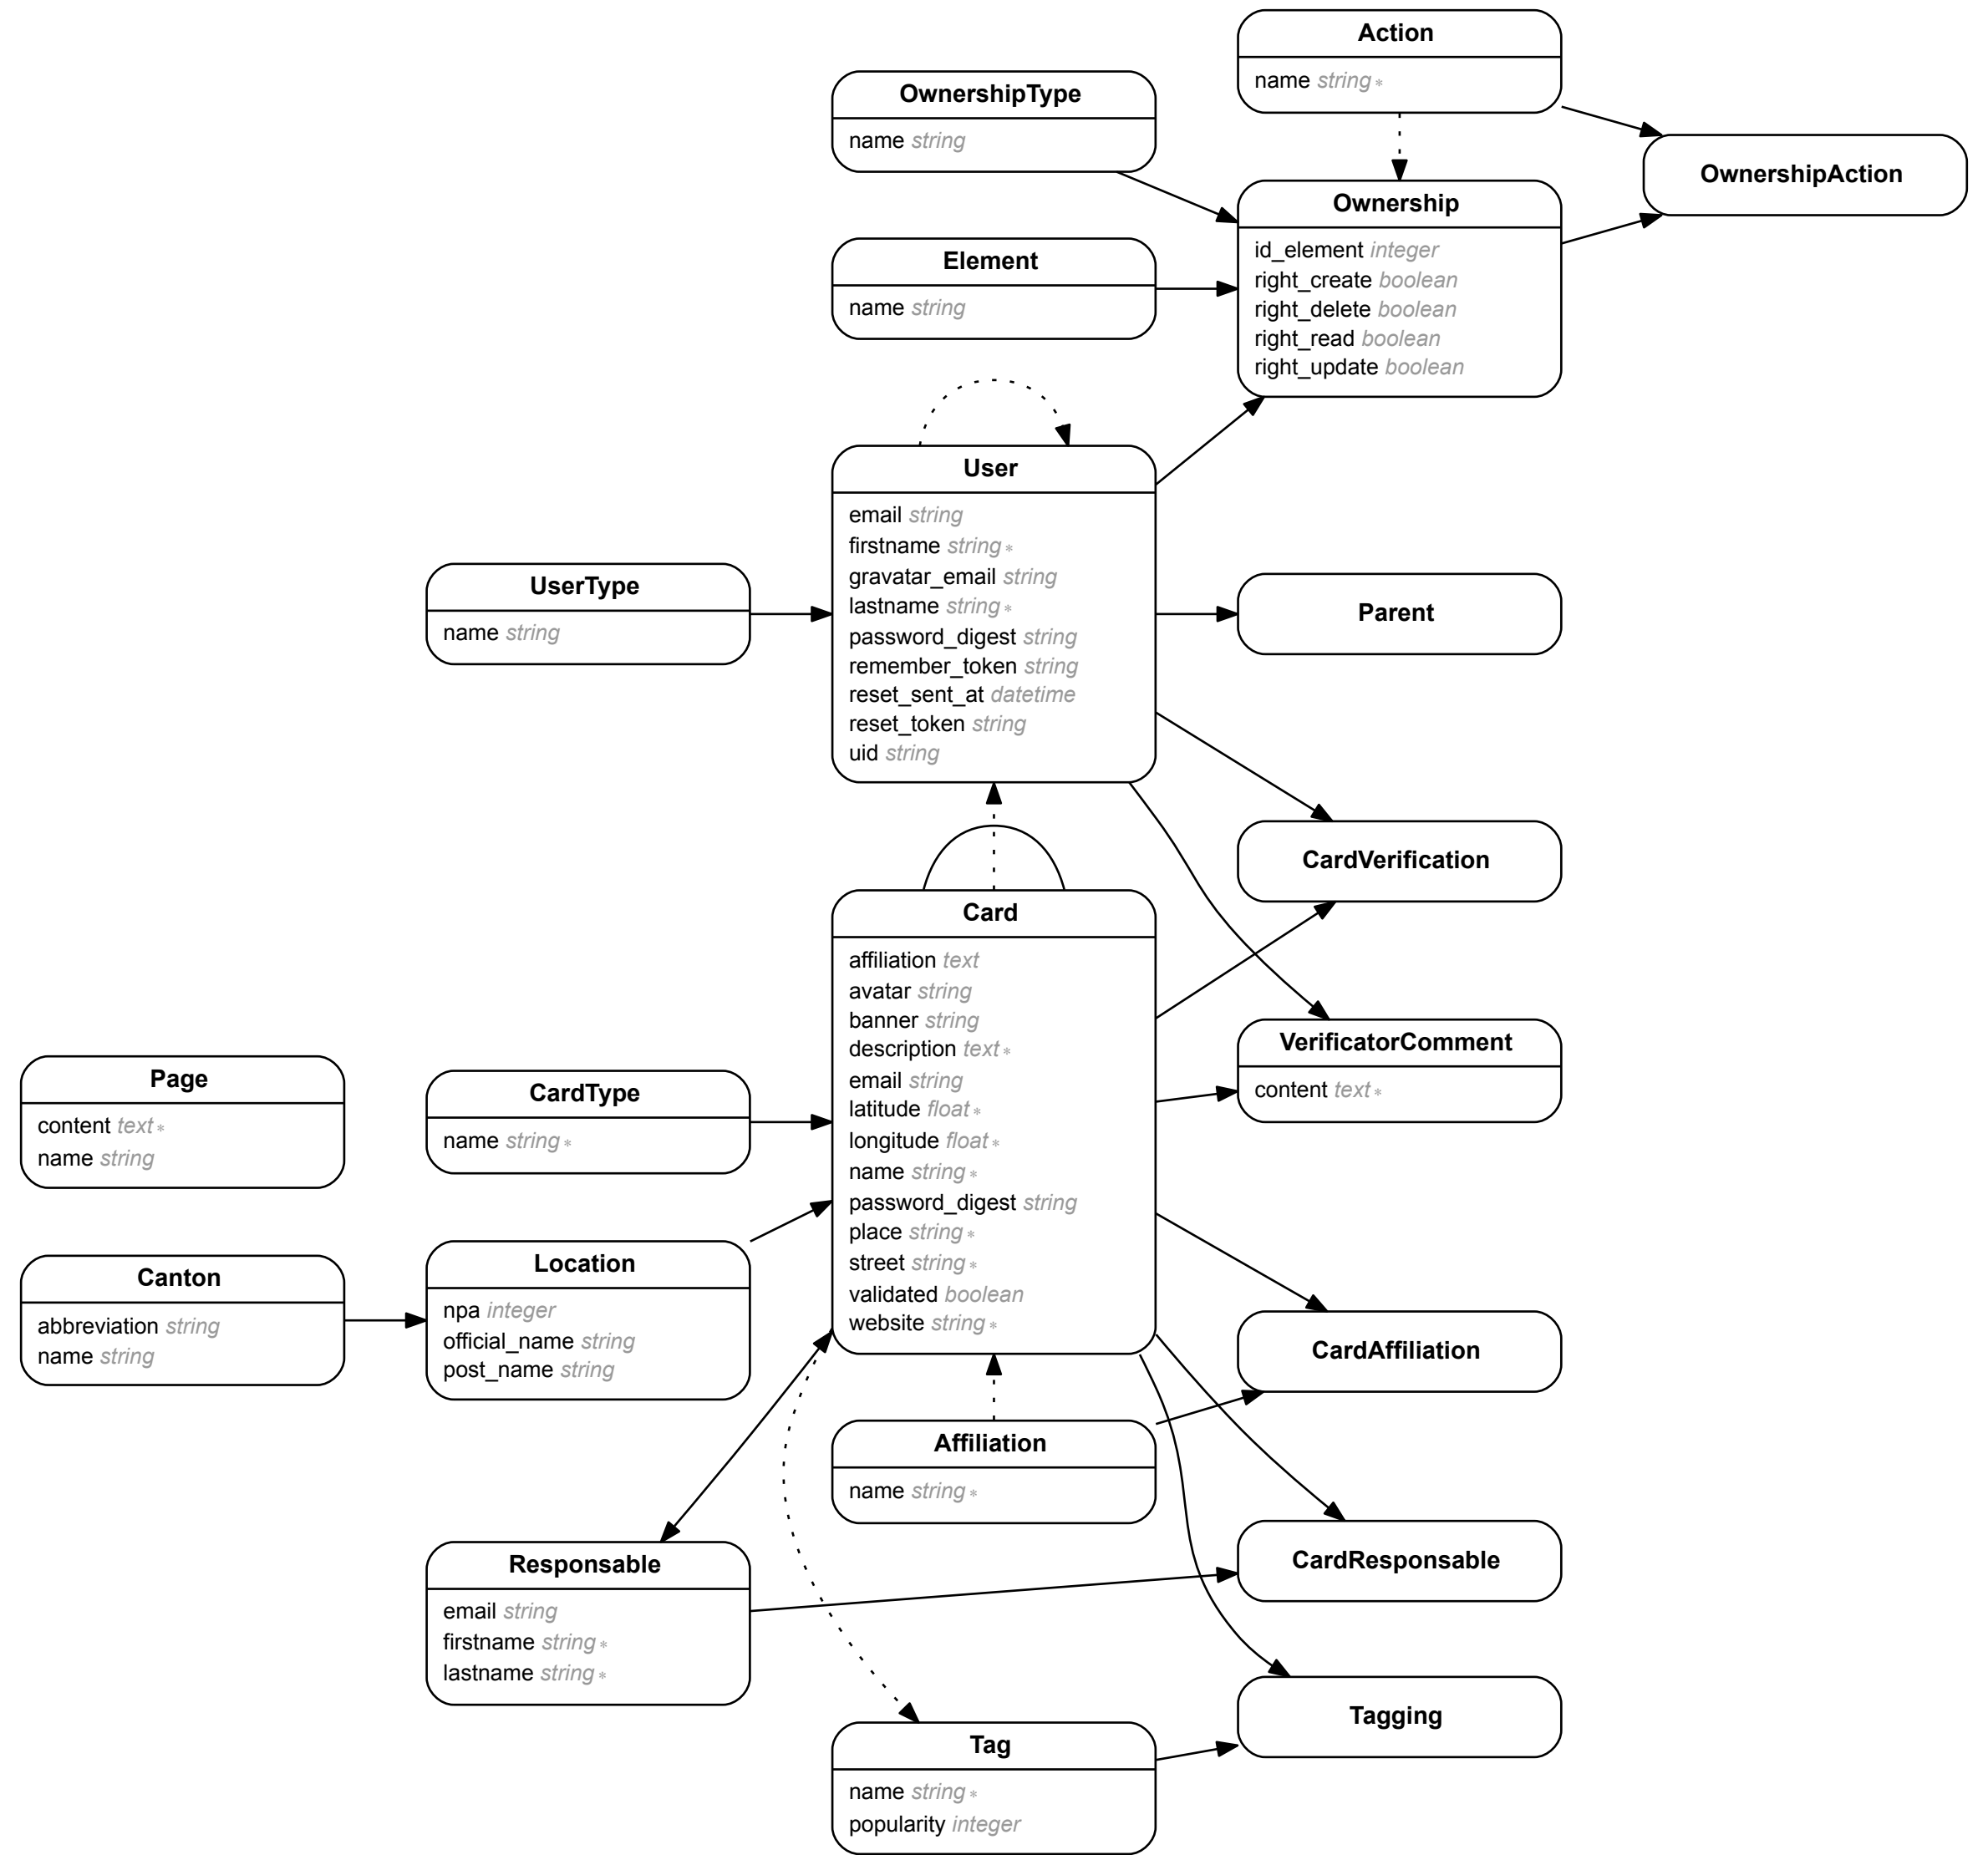 Action
name string *
OwnershipType
name string
OwnershipAction
Ownership
id_element integer
right_create boolean
right_delete boolean
right_read boolean
right_update boolean
Element
name string
User
email string
firstname string *
gravatar_email string
lastname string *
password_digest string
remember_token string
reset_sent_at datetime
reset_token string
uid string
UserType
name string
Parent
CardVerification
Card
affiliation text
avatar string
banner string
description text *
email string
latitude float *
longitude float *
name string *
password_digest string
place string *
street string *
validated boolean
website string *
VerificatorComment
content text *
Page
content text *
name string
CardType
name string *
Canton
abbreviation string
name string
Location
npa integer
official_name string
post_name string
CardAffiliation
Affiliation
name string *
Responsable
email string
firstname string *
lastname string *
CardResponsable
Tagging
Tag
name string *
popularity integer